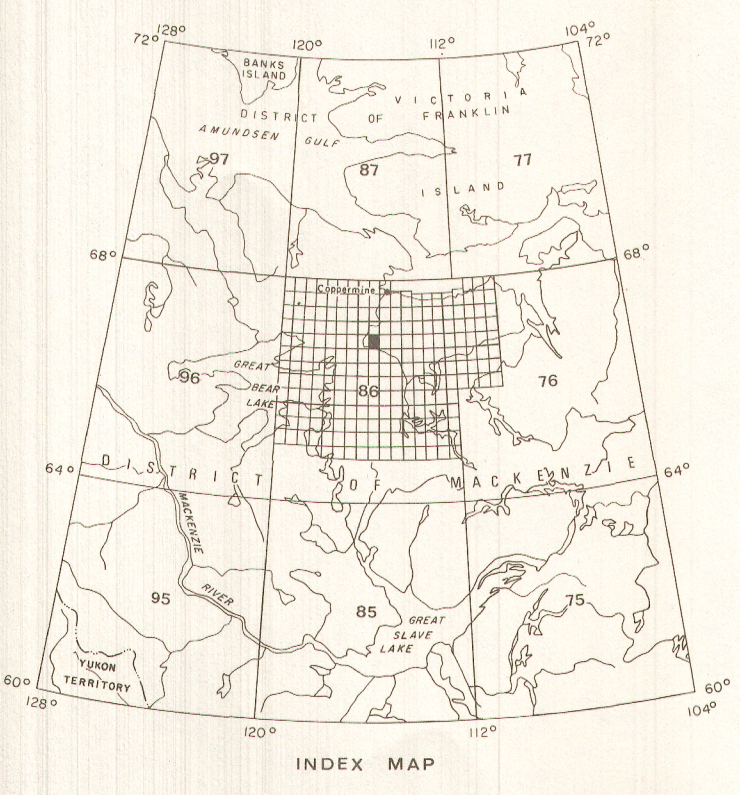 128°
104°
72°
120°
112°
72°
BANKS
ISLAND
VICTORIA
DISTRICT OF FRANKLIN
AMUNDSEN GULF
97
87
77
ISLAND
68°
68°
Coppermine
GREAT
BEAR
LAKE
96
86
76
DISTRICT OF MACKENZIE
64°
64°
MACKENZIE
RIVER
95
85
75
GREAT
SLAVE
LAKE
YUKON
TERRITORY
60°
60°
128°
104°
120°
112°
INDEX MAP